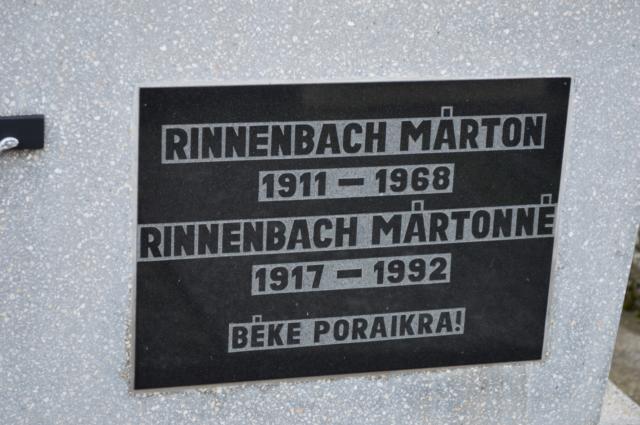 RINNENBACH MÁRTON
1911 – 1968
RINNENBACH MÁRTONNÉ
1917 – 1992
BÉKE PORAIKRA!